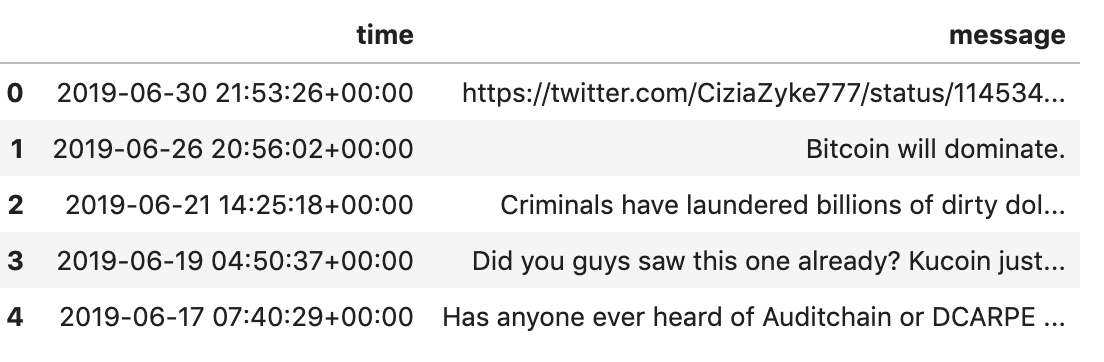 time message
0 2019-06-30 21:53:26+00:00 https://twitter.com/CiziaZyke777/status/114534...
1 2019-06-26 20:56:02+00:00 Bitcoin will dominate.
2 2019-06-21 14:25:18+00:00 Criminals have laundered billions of dirty dol...
3 2019-06-19 04:50:37+00:00 Did you guys saw this one already? Kucoin just...
4 2019-06-17 07:40:29+00:00 Has anyone ever heard of Auditchain or DCARPE ...